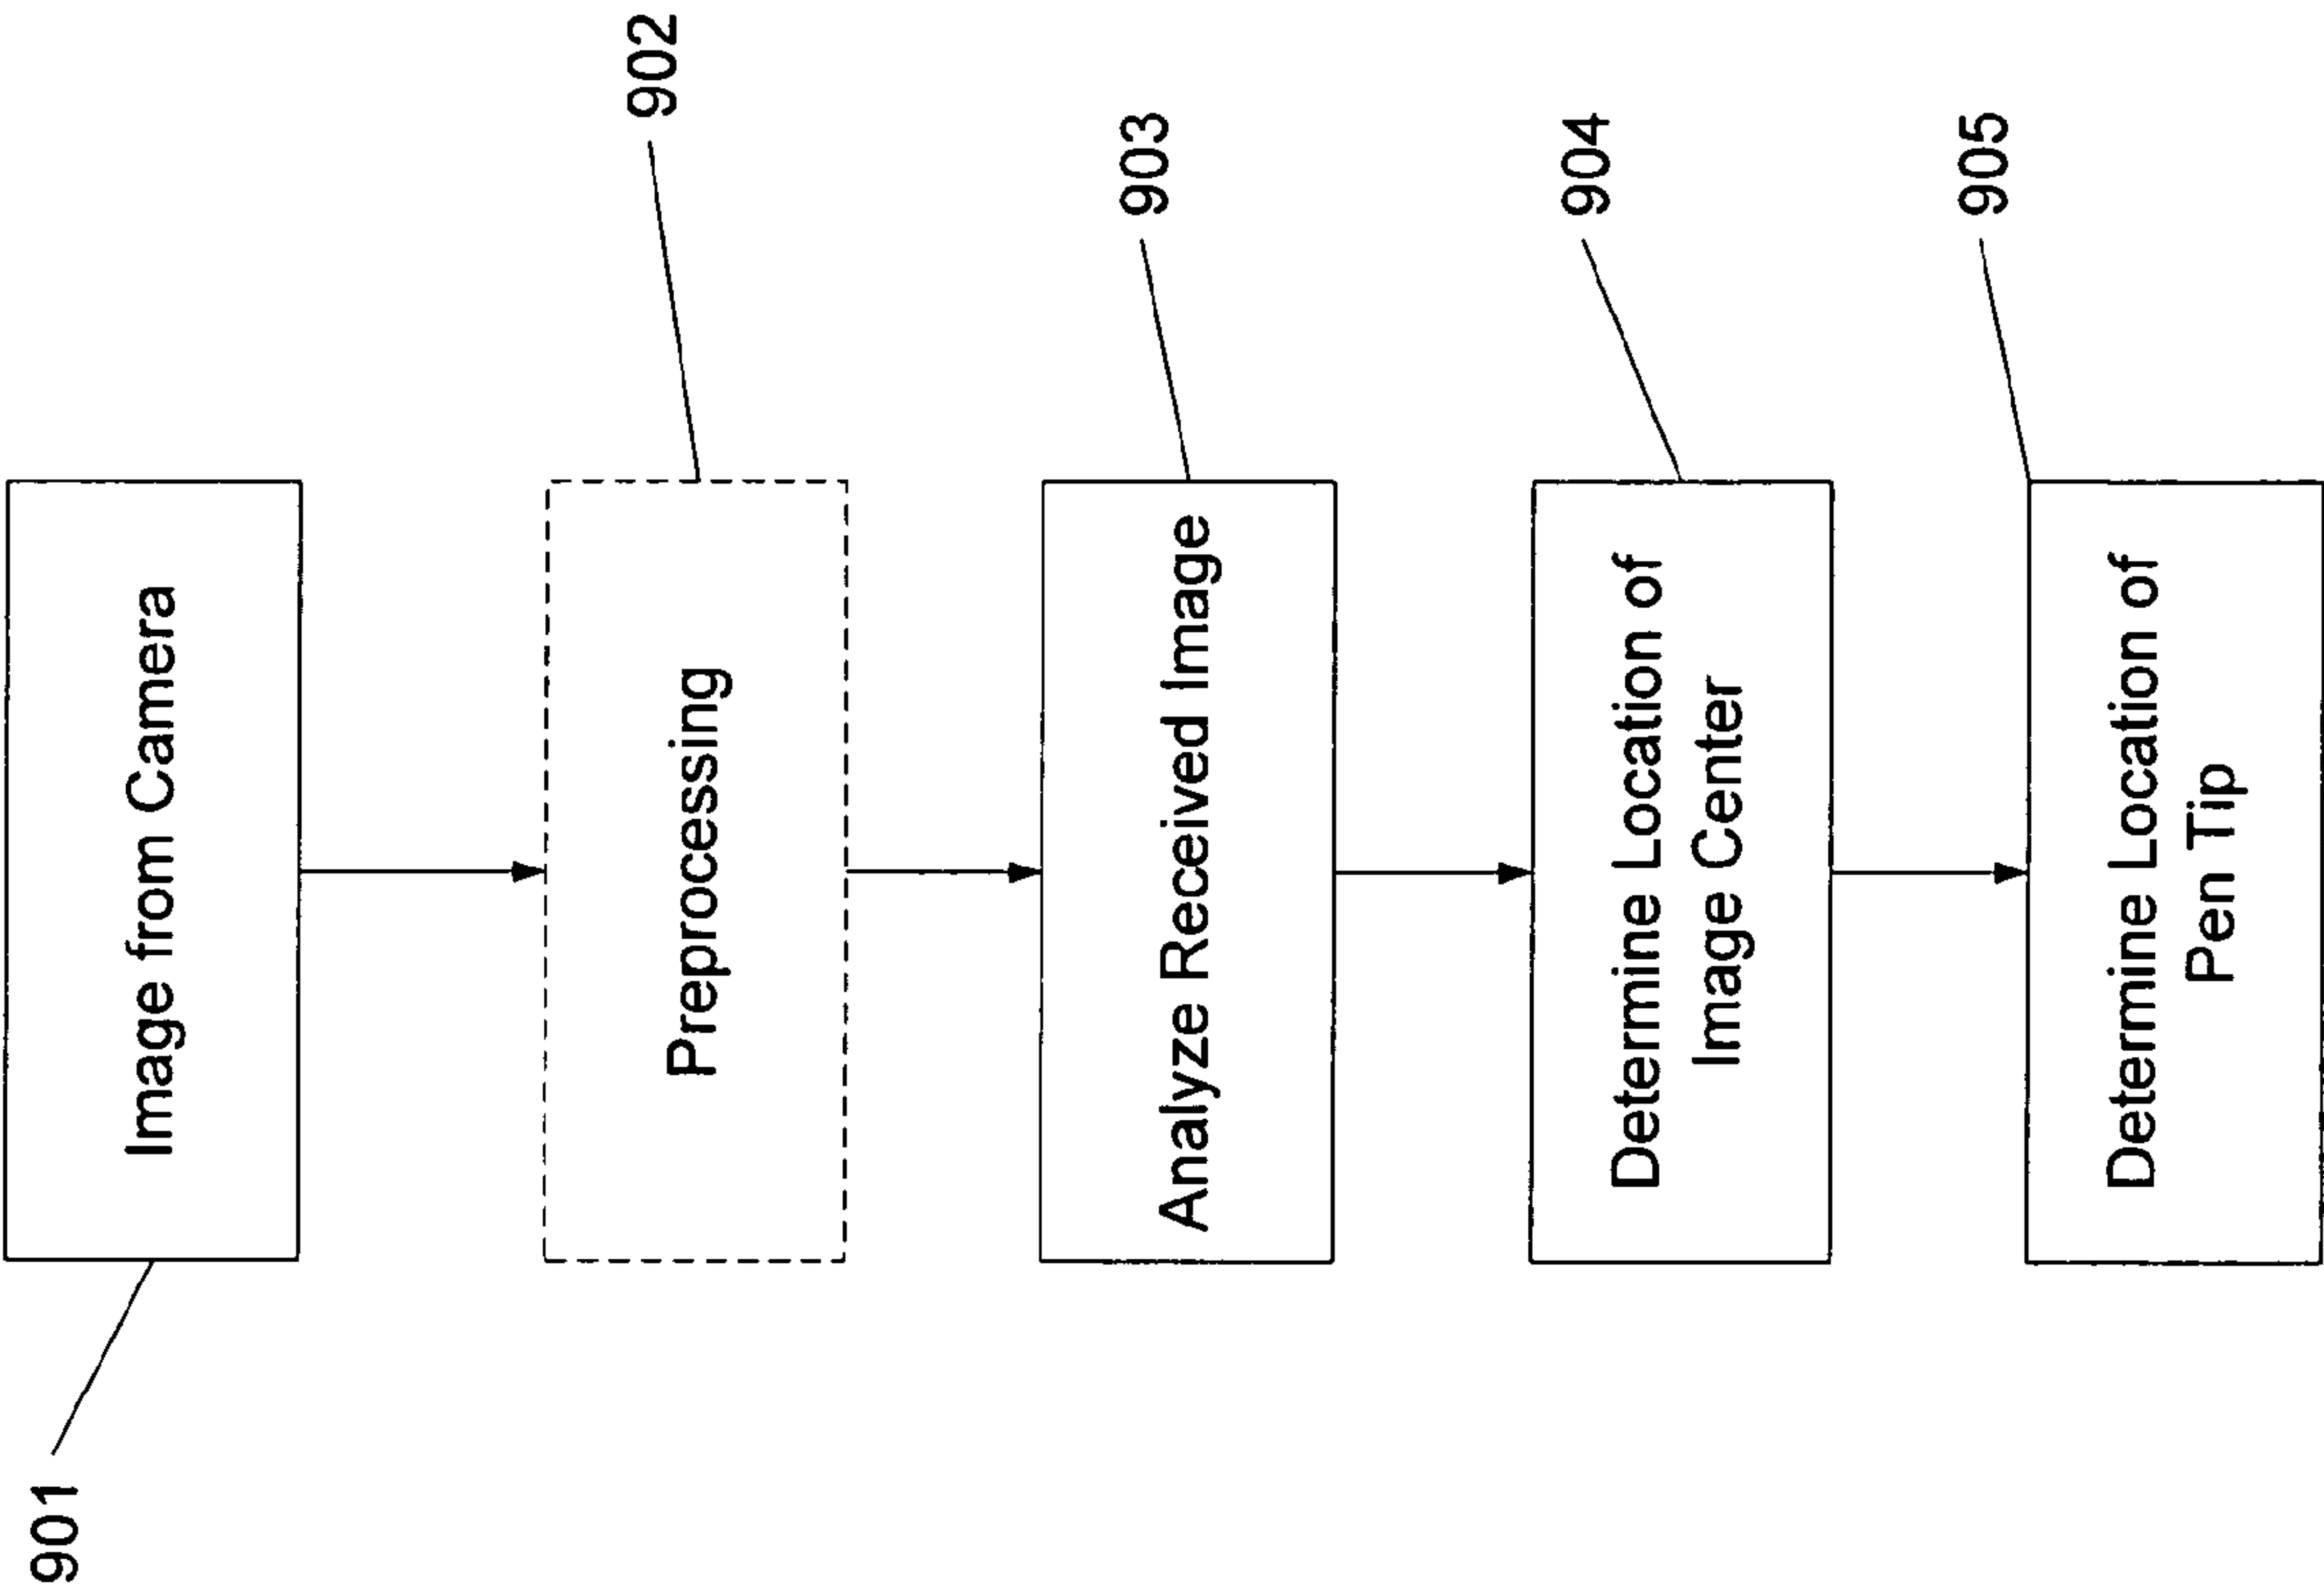 901
Image from Camera
902
Preprocessing
903
Analyze Received Image
904
Determine Location of
Image Center
905
Determine Location of
Pen Tip